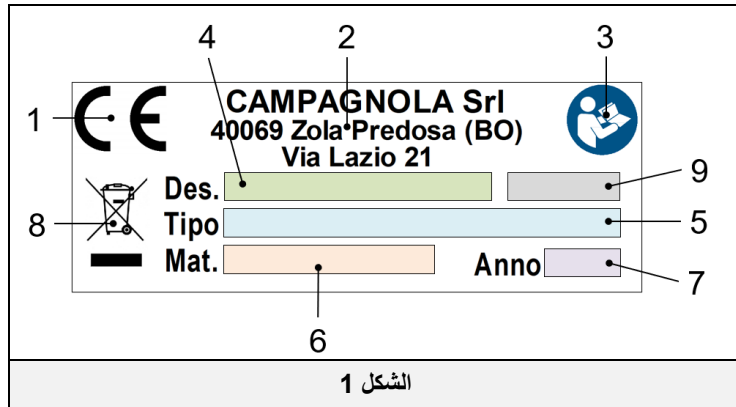 4 2 3
1 CE CAMPAGNOLA Srl
40069 Zola Predosa (BO)
Via Lazio 21
Des. 9
8 Tipo 5
Mat. Anno 7
6
الشكل 1